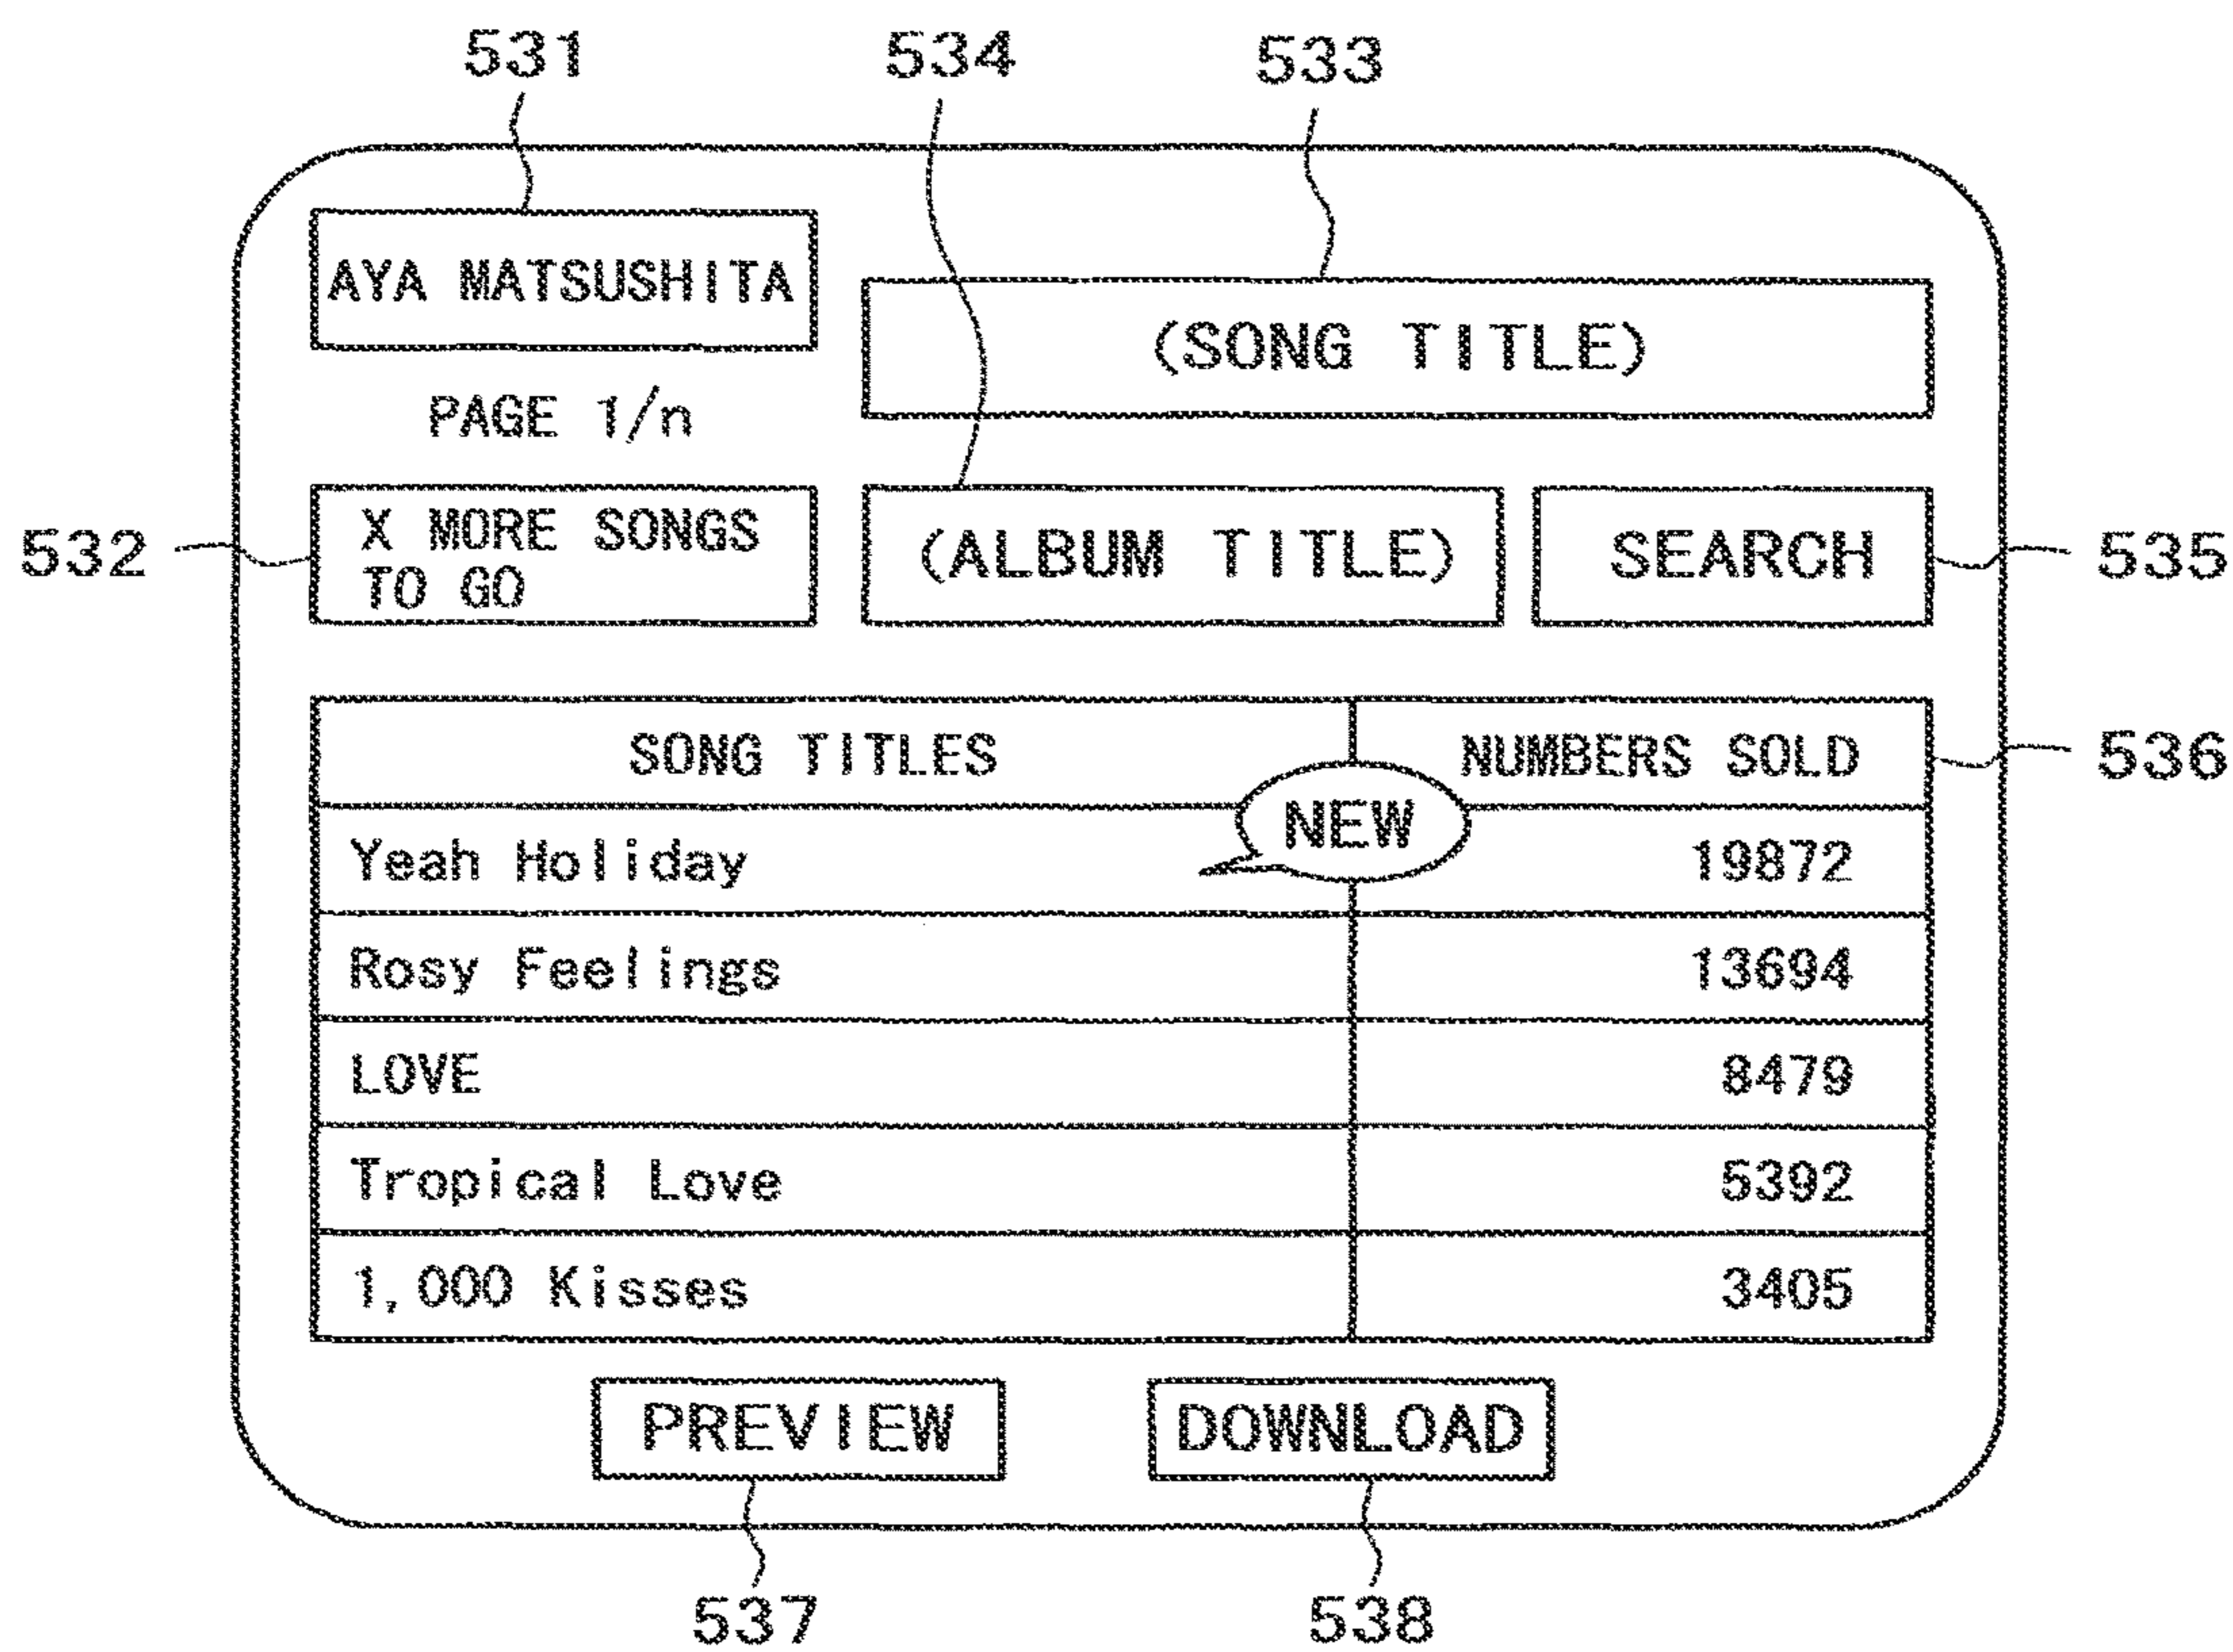 531
534
533
AYA MATSUSHITA
(SONG TITLE)
PAGE 1/n
532
X MORE SONGS
TO GO
(ALBUM TITLE)
SEARCH
535
SONG TITLES
NUMBERS SOLD
536
NEW
Yeah Holiday
19872
Rosy Feelings
13694
LOVE
8479
Tropical Love
5392
1,000 Kisses
3405
PREVIEW
DOWNLOAD
537
538